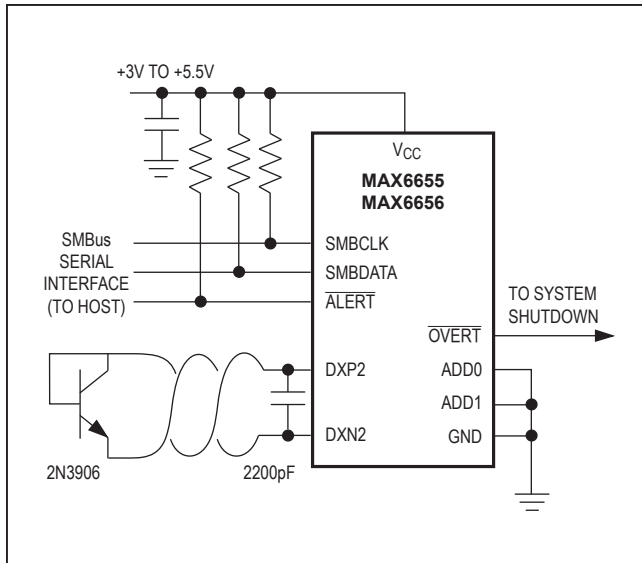 +3V TO +5.5V
VCC
MAX6655
MAX6656
SMBus
SERIAL
INTERFACE
(TO HOST)
SMBCLK
SMBDATA
ALERT
TO SYSTEM
SHUTDOWN
OVERT
DXP2
ADD0
ADD1
DXN2
GND
2N3906
2200pF